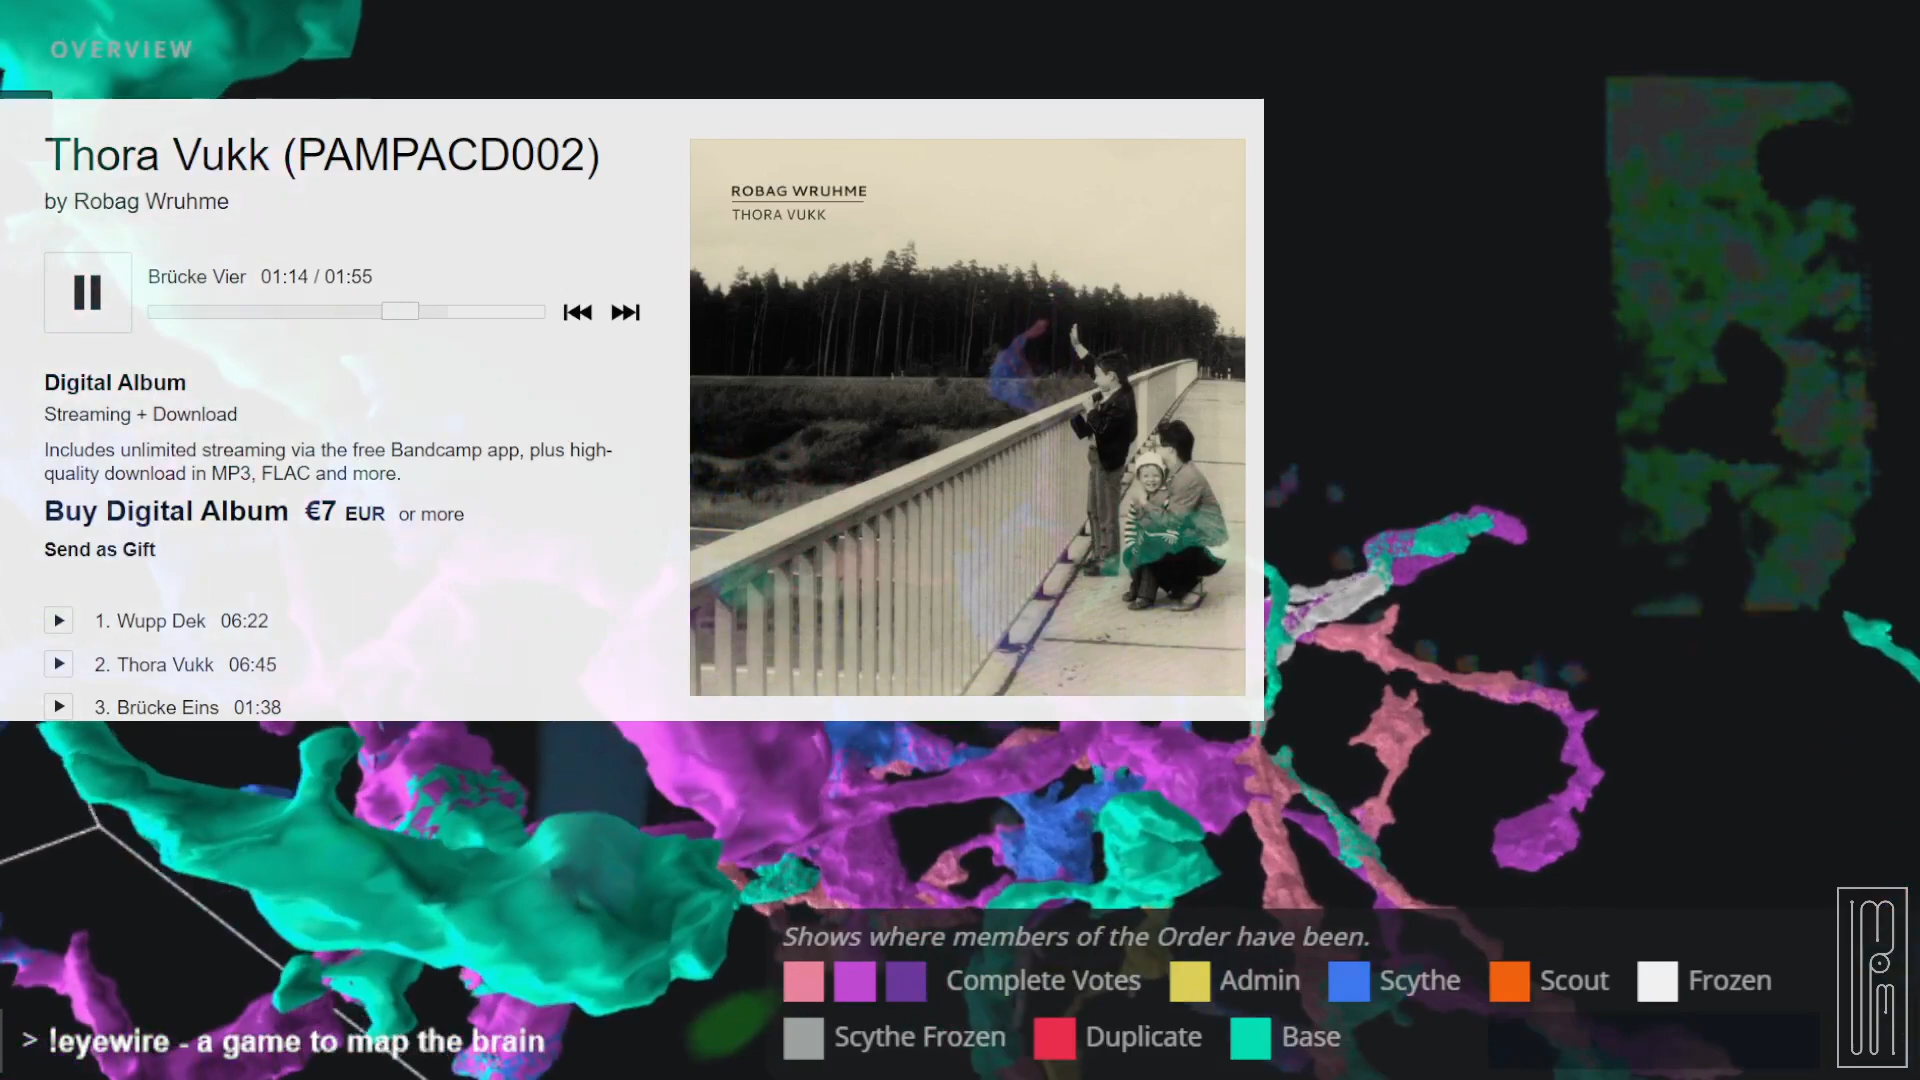 OVERVIEW
Thora Vukk (PAMPACD002)
by Robag Wruhme
Brücke Vier 01:14 / 01:55
Digital Album
Streaming + Download
Includes unlimited streaming via the free Bandcamp app, plus high-
quality download in MP3, FLAC and more.
Buy Digital Album €7 EUR or more
Send as Gift
1. Wupp Dek 06:22
2. Thora Vukk 06:45
3. Brücke Eins 01:38
ROBAG WRUHME
THORA VUKK
Shows where members of the Order have been.
Complete Votes Admin Scythe Scout Frozen
Scythe Frozen Duplicate Base
> !eyewire - a game to map the brain